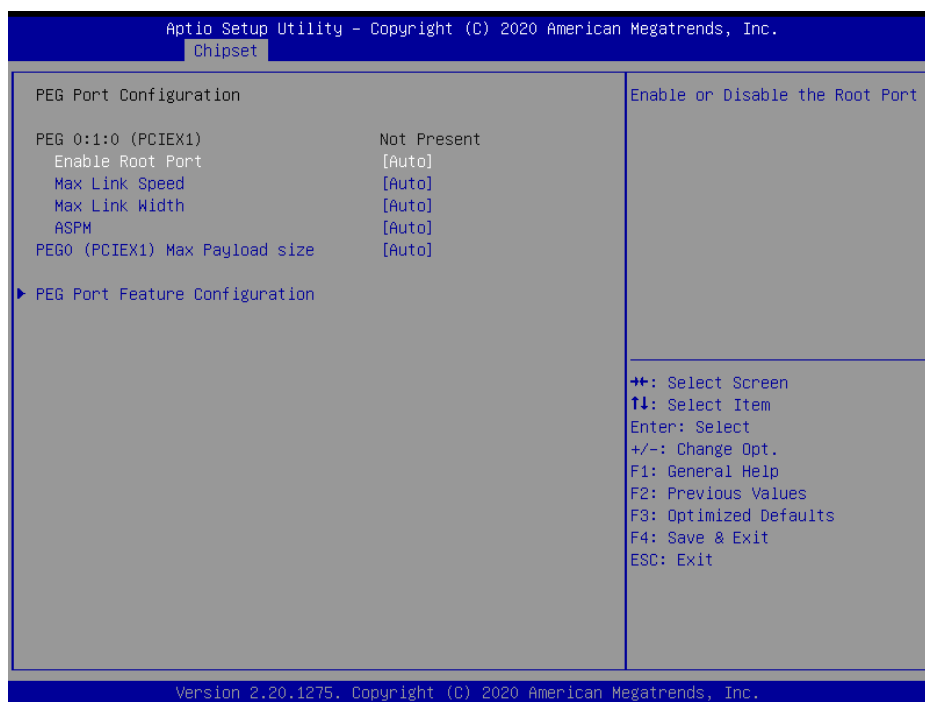 Aptio Setup Utility – Copyright (C) 2020 American Megatrends, Inc.
Chipset
PEG Port Configuration
PEG 0:1:0 (PCIEX1) Not Present
Enable Root Port [Auto]
Max Link Speed [Auto]
Max Link Width [Auto]
ASPM [Auto]
PEG0 (PCIEX1) Max Payload size [Auto]
▶ PEG Port Feature Configuration
Enable or Disable the Root Port
→←: Select Screen
↑↓: Select Item
Enter: Select
+/-: Change Opt.
F1: General Help
F2: Previous Values
F3: Optimized Defaults
F4: Save & Exit
ESC: Exit
Version 2.20.1275. Copyright (C) 2020 American Megatrends, Inc.